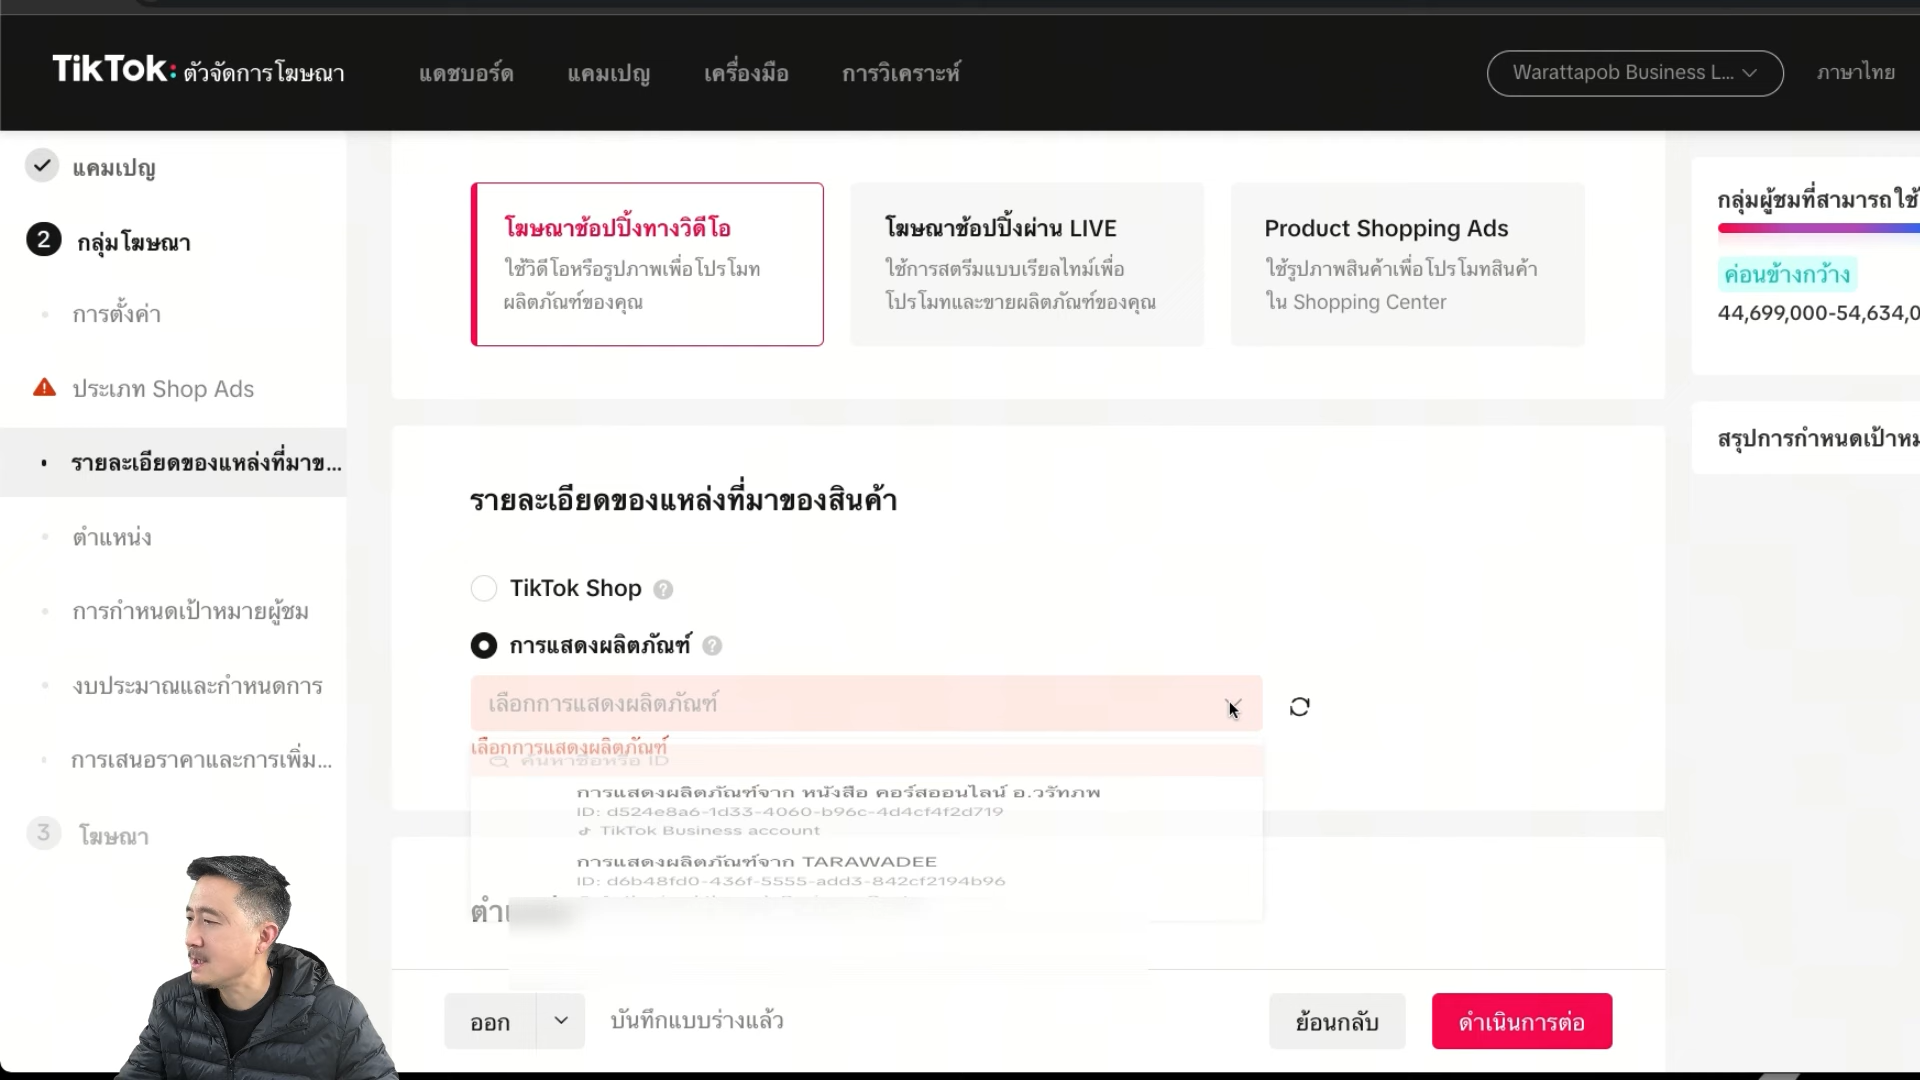 TikTok: ตัวจัดการโฆษณา
แดชบอร์ด
แคมเปญ
เครื่องมือ
การวิเคราะห์
Warattapob Business L...
ภาษาไทย
แคมเปญ
2 กลุ่มโฆษณา
การตั้งค่า
ประเภท Shop Ads
รายละเอียดของแหล่งที่มาข...
ตำแหน่ง
การกำหนดเป้าหมายผู้ชม
งบประมาณและกำหนดการ
การเสนอราคาและการเพิ่ม...
3 โฆษณา
โฆษณาช้อปปิ้งทางวิดีโอ
ใช้วิดีโอหรือรูปภาพเพื่อโปรโมท
ผลิตภัณฑ์ของคุณ
โฆษณาช้อปปิ้งผ่าน LIVE
ใช้การสตรีมแบบเรียลไทม์เพื่อ
โปรโมทและขายผลิตภัณฑ์ของคุณ
Product Shopping Ads
ใช้รูปภาพสินค้าเพื่อโปรโมทสินค้า
ใน Shopping Center
รายละเอียดของแหล่งที่มาของสินค้า
TikTok Shop ?
การแสดงผลิตภัณฑ์ ?
เลือกการแสดงผลิตภัณฑ์
เลือกการแสดงผลิตภัณฑ์
ค้นหาชื่อหรือ ID
การแสดงผลิตภัณฑ์จาก หนังสือ คอร์สออนไลน์ อ.วรัทภพ
ID: d524e8a6-1d33-4060-b96c-4d4cf4f2d719
TikTok Business account
การแสดงผลิตภัณฑ์จาก TARAWADEE
ID: d6b48fd0-436f-5555-add3-842cf2194b96
ออก
บันทึกแบบร่างแล้ว
ย้อนกลับ
ดำเนินการต่อ
กลุ่มผู้ชมที่สามารถใช้
ค่อนข้างกว้าง
44,699,000-54,634,0
สรุปการกำหนดเป้าหม